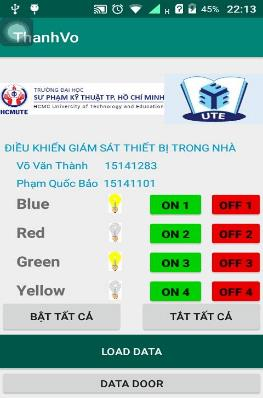 45% 22:13
ThanhVo
TRƯỜNG ĐẠI HỌC
SƯ PHẠM KỸ THUẬT TP. HỒ CHÍ MINH
HCMUTE HCMC University of Technology and Education
UTE
ĐIỀU KHIỂN GIÁM SÁT THIẾT BỊ TRONG NHÀ
Võ Văn Thành 15141283
Phạm Quốc Bảo 15141101
Blue ON 1 OFF 1
Red ON 2 OFF 2
Green ON 3 OFF 3
Yellow ON 4 OFF 4
BẬT TẤT CẢ TẮT TẤT CẢ
LOAD DATA
DATA DOOR